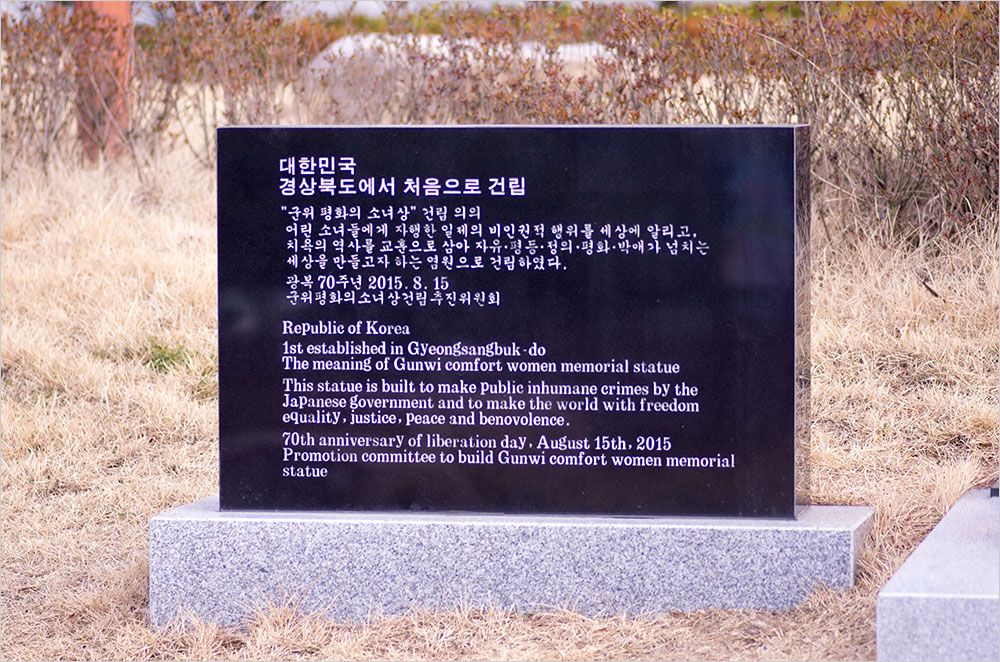 대한민국
경상북도에서 처음으로 건립
"군위 평화의 소녀상" 건립 의의
어린 소녀들에게 자행한 일제의 비인권적 행위를 세상에 알리고,
치욕의 역사를 교훈으로 삼아 자유·평등·정의·평화·박애가 넘치는
세상을 만들고자 하는 염원으로 건립하였다.
광복 70주년 2015. 8. 15
군위평화의소녀상건립추진위원회
Republic of Korea
1st established in Gyeongsangbuk-do
The meaning of Gunwi comfort women memorial statue
This statue is built to make public inhumane crimes by the
Japanese government and to make the world with freedom
equality, justice, peace and benovolence.
70th anniversary of liberation day, August 15th, 2015
Promotion committee to build Gunwi comfort women memorial
statue